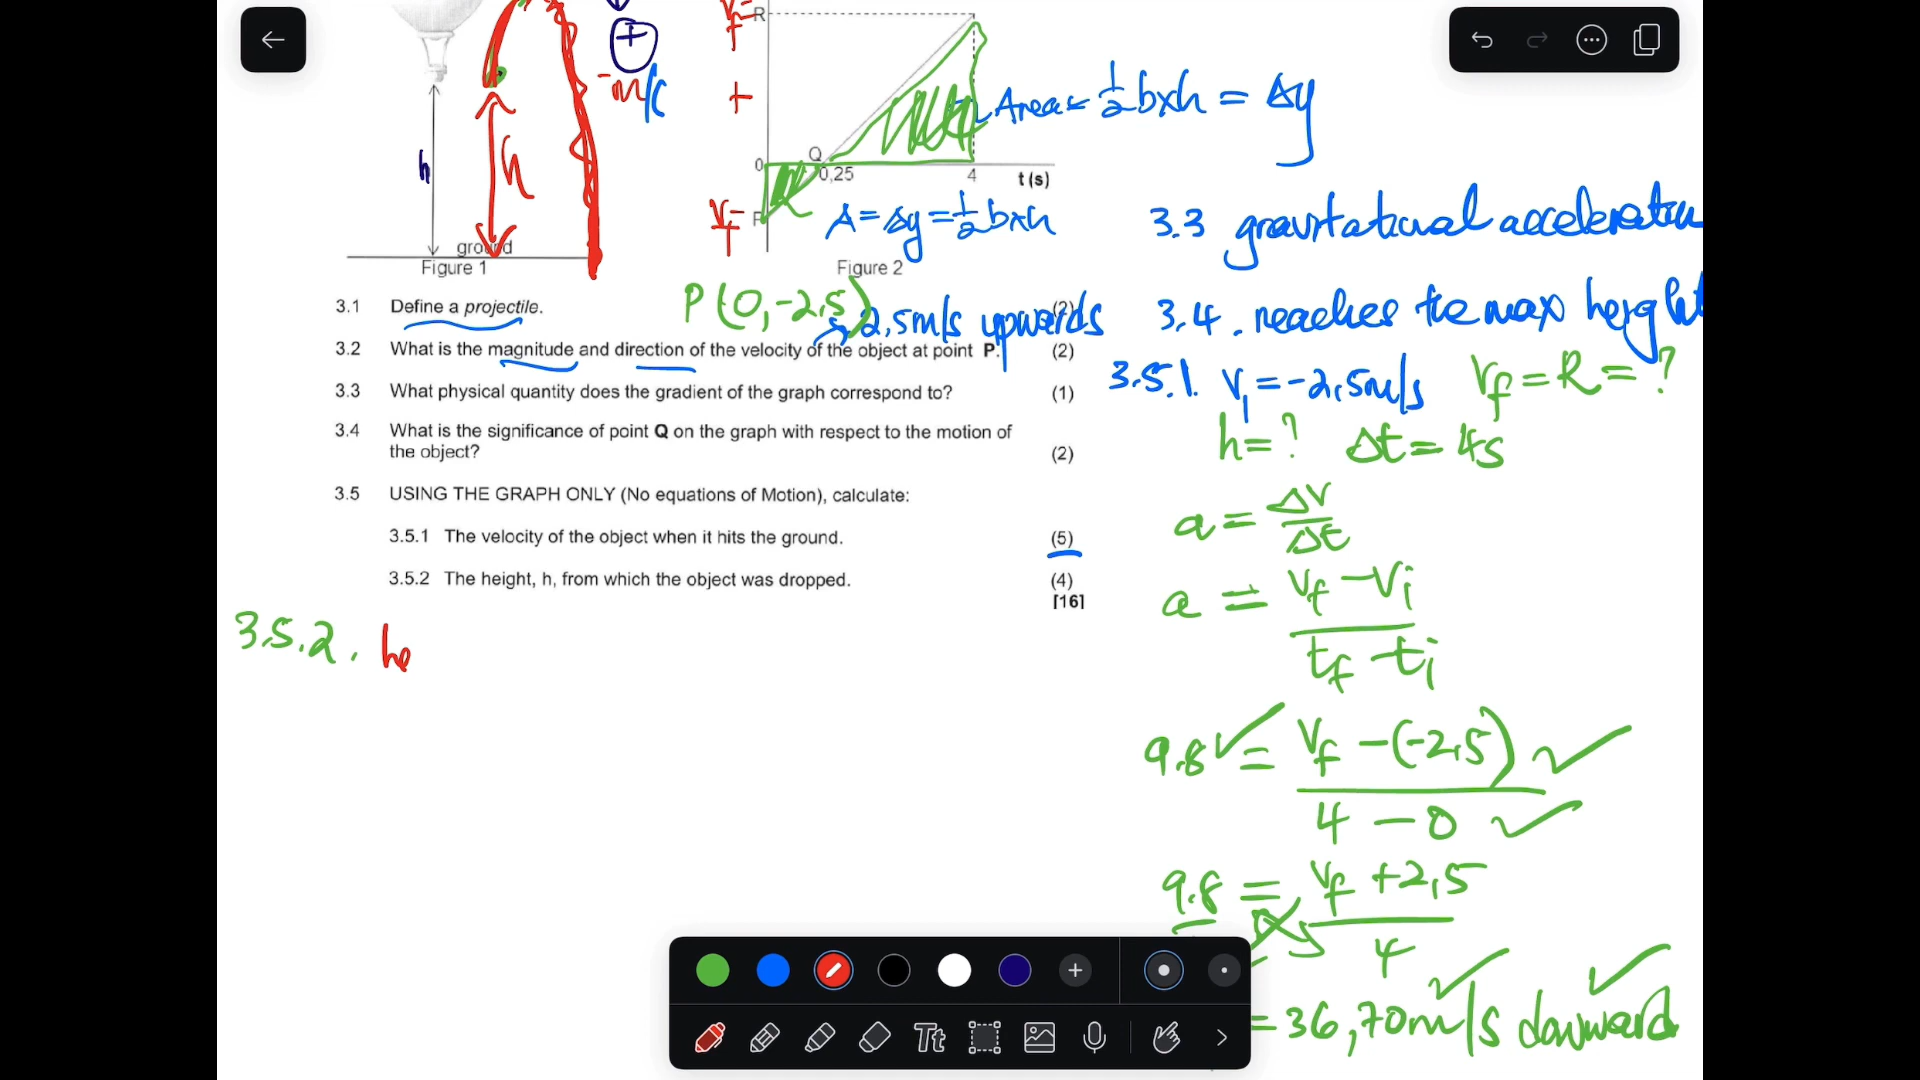 R
vf
+
-m/s
Area = 1/2 b×h = Δy
h
h
0
Q
0,25
4
t (s)
vi =
P
A = Δy = 1/2 b×h
ground
Figure 1
Figure 2
3.3 gravitational acceleration
3.1 Define a projectile. (2)
P(0, -2,5)
2,5m/s upwards
3.4. reaches the max height
3.2 What is the magnitude and direction of the velocity of the object at point P. (2)
3.3 What physical quantity does the gradient of the graph correspond to? (1)
3.5.1. vi = -2,5m/s vf = R = ?
3.4 What is the significance of point Q on the graph with respect to the motion of
the object? (2)
h = ? Δt = 4s
3.5 USING THE GRAPH ONLY (No equations of Motion), calculate:
a = Δv/Δt
3.5.1 The velocity of the object when it hits the ground. (5)
3.5.2 The height, h, from which the object was dropped. (4)
[16]
a = vf - vi
tf - ti
3.5.2. he
9.8 = vf - (-2,5)
4 - 0
9.8 = vf + 2,5
4
= 36,70m/s downward
Tt